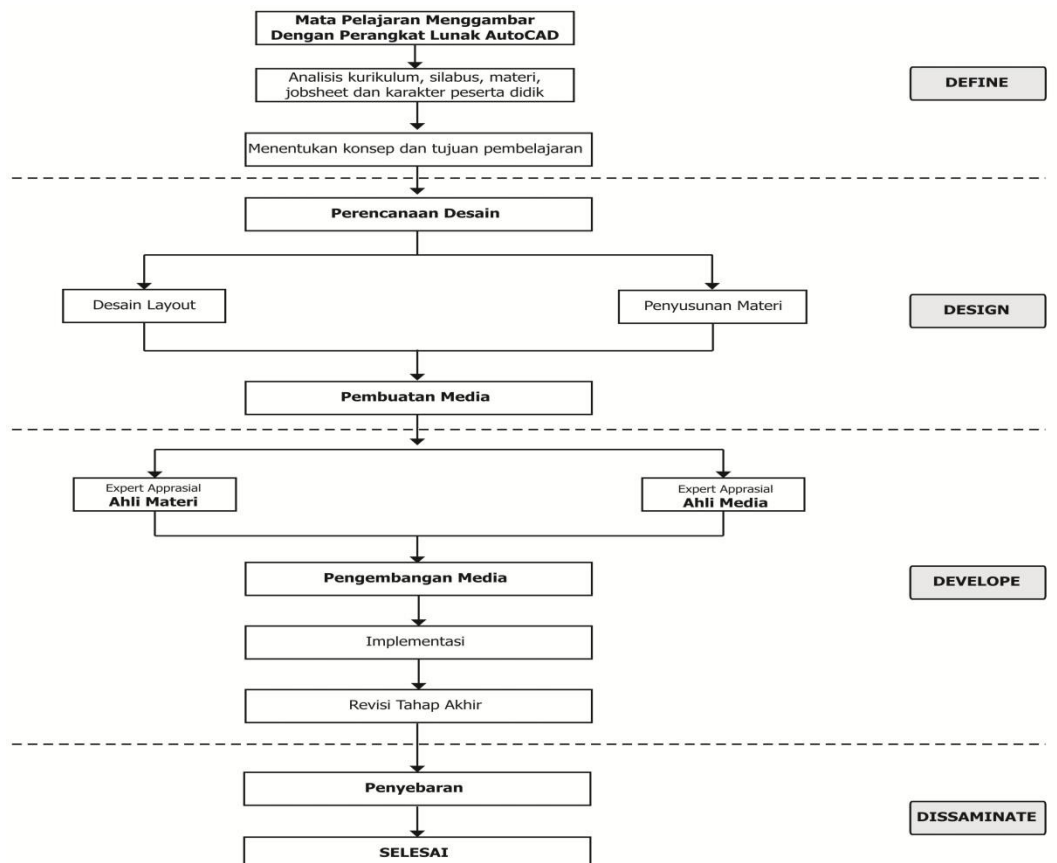 Mata Pelajaran Menggambar
Dengan Perangkat Lunak AutoCAD
Analisis kurikulum, silabus, materi,
jobsheet dan karakter peserta didik
DEFINE
Menentukan konsep dan tujuan pembelajaran
Perencanaan Desain
Desain Layout
Penyusunan Materi
DESIGN
Pembuatan Media
Expert Apprasial
Ahli Materi
Expert Apprasial
Ahli Media
Pengembangan Media
DEVELOPE
Implementasi
Revisi Tahap Akhir
Penyebaran
DISSAMINATE
SELESAI